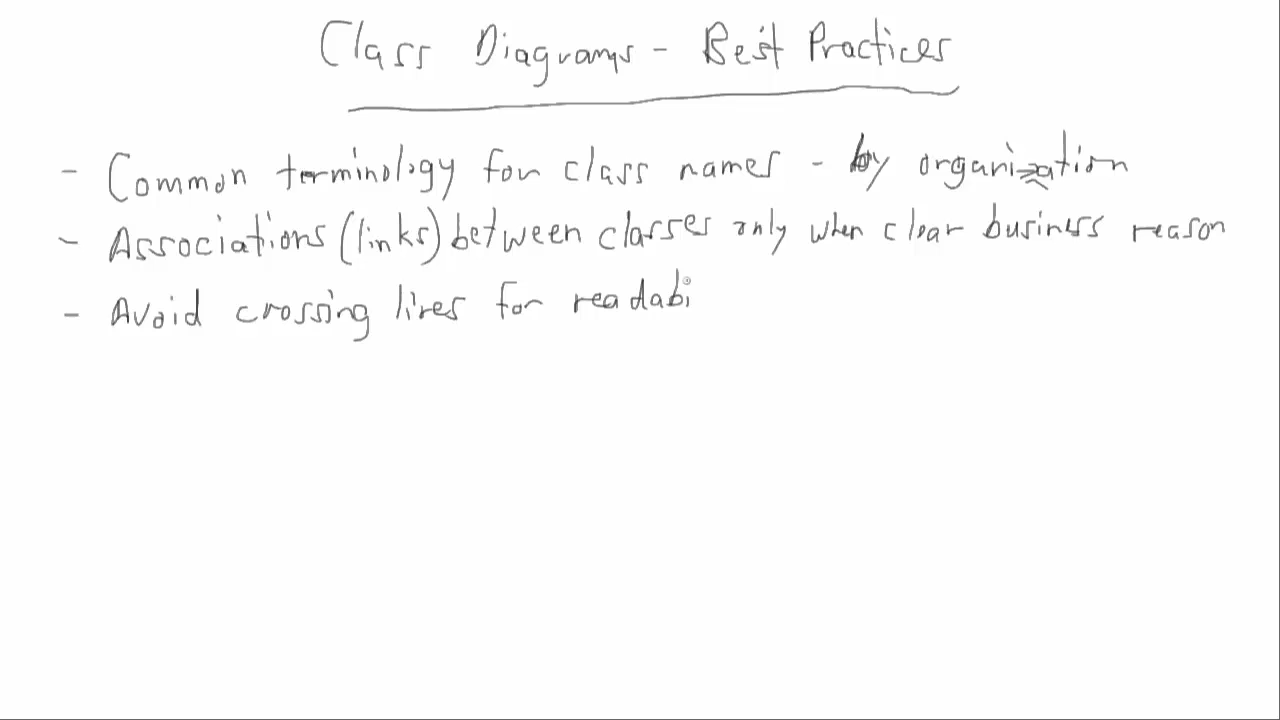 Class Diagrams - Best Practices
- Common terminology for class names - by organization
- Associations (links) between classes only when clear business reason
- Avoid crossing lines for readabi